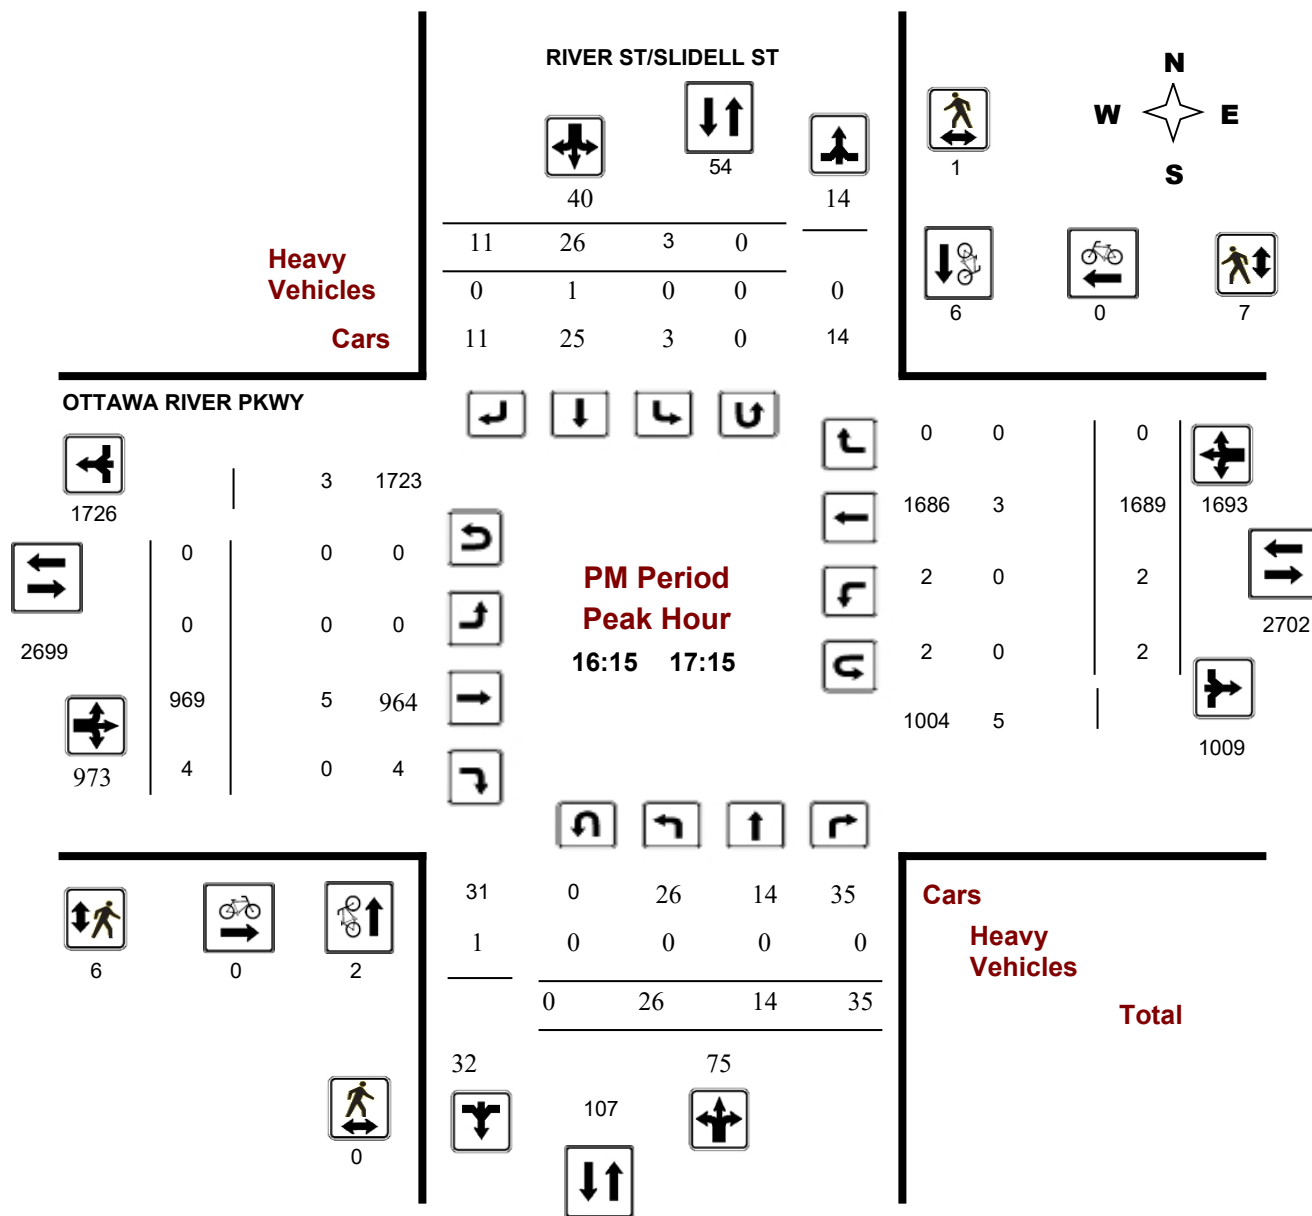 RIVER ST/SLIDELL ST
N
W E
S
54
1
40 14
11 26 3 0
Heavy
Vehicles
0 1 0 0 0
6 0 7
Cars
11 25 3 0 14
OTTAWA RIVER PKWY
0 0 0
3 1723
1726
1686 3 1689 1693
0 0 0
PM Period
2 0 2
Peak Hour
0 0 0
2702
2699
16:15 17:15
2 0 2
969 5 964
1004 5
1009
973 4 0 4
31 0 26 14 35
Cars
1 0 0 0 0
Heavy
Vehicles
6 0 2
0 26 14 35
Total
32 75
107
0